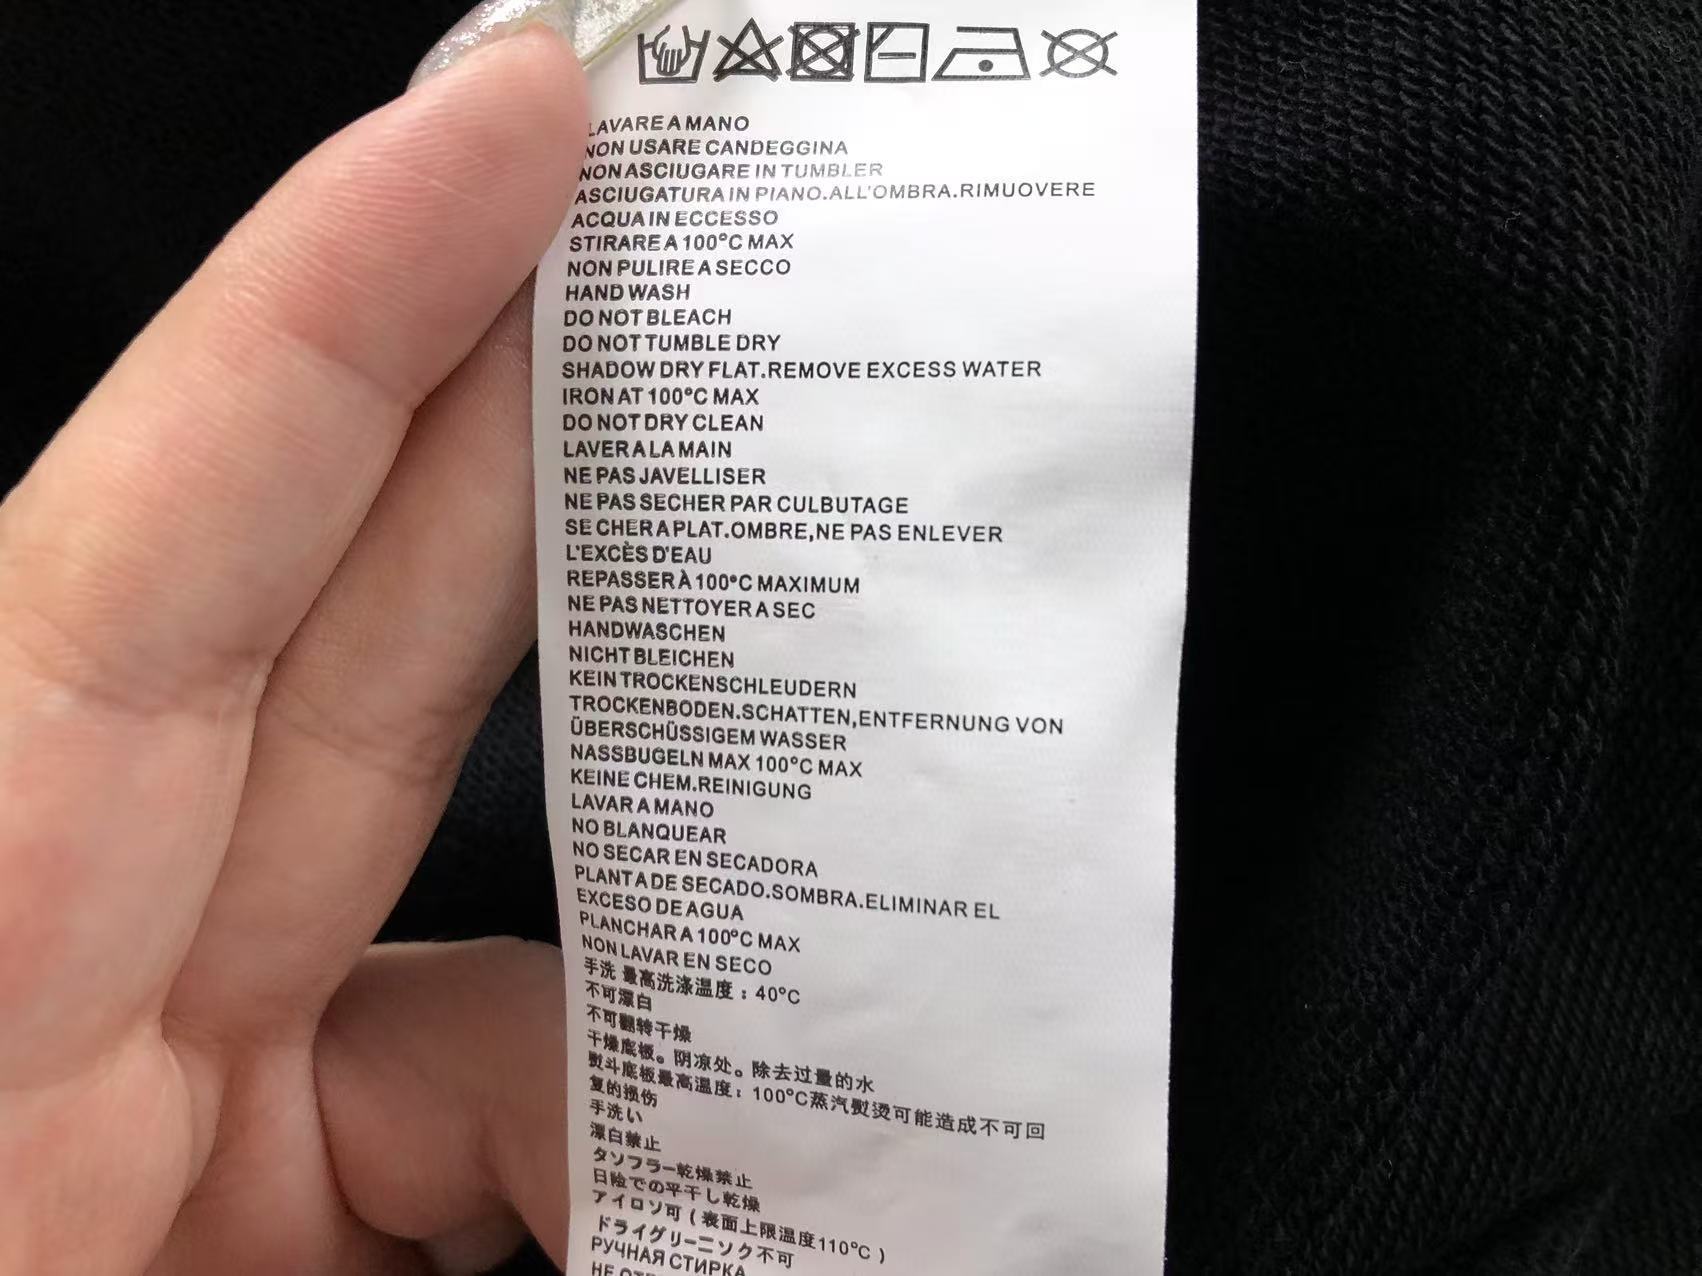 LAVARE A MANO
NON USARE CANDEGGINA
NON ASCIUGARE IN TUMBLER
ASCIUGATURA IN PIANO.ALL'OMBRA.RIMUOVERE
ACQUA IN ECCESSO
STIRARE A 100°C MAX
NON PULIRE A SECCO
HAND WASH
DO NOT BLEACH
DO NOT TUMBLE DRY
SHADOW DRY FLAT.REMOVE EXCESS WATER
IRON AT 100°C MAX
DO NOT DRY CLEAN
LAVER A LA MAIN
NE PAS JAVELLISER
NE PAS SECHER PAR CULBUTAGE
SE CHER A PLAT.OMBRE,NE PAS ENLEVER
L'EXCÈS D'EAU
REPASSER À 100°C MAXIMUM
NE PAS NETTOYER A SEC
HANDWASCHEN
NICHT BLEICHEN
KEIN TROCKENSCHLEUDERN
TROCKENBODEN.SCHATTEN,ENTFERNUNG VON
ÜBERSCHÜSSIGEM WASSER
NASSBUGELN MAX 100°C MAX
KEINE CHEM.REINIGUNG
LAVAR A MANO
NO BLANQUEAR
NO SECAR EN SECADORA
PLANTA DE SECADO.SOMBRA.ELIMINAR EL
EXCESO DE AGUA
PLANCHAR A 100°C MAX
NON LAVAR EN SECO
手洗 最高洗涤温度：40°C
不可漂白
不可翻转干燥
干燥底板。阴凉处。除去过量的水
熨斗底板最高温度：100°C蒸汽熨烫可能造成不可回
复的损伤
手洗い
漂白禁止
タソフラー乾燥禁止
日险での平干し乾燥
アイロソ可（表面上限温度110°C）
ドライグリーニソク不可
РУЧНАЯ СТИРКА
НЕ